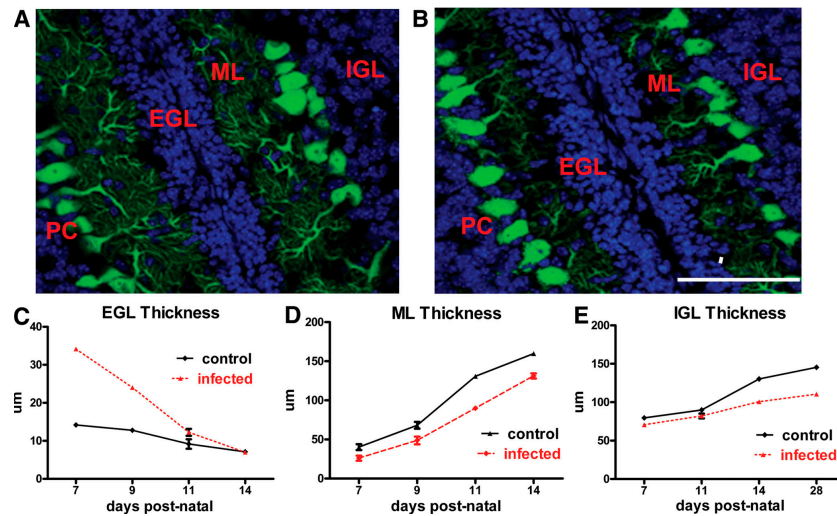 A
ML
IGL
EGL
PC
B
IGL
ML
EGL
PC
C
EGL Thickness
um
40
30
20
10
0
control
infected
7
9
11
14
days post-natal
D
ML Thickness
um
200
150
100
50
0
control
infected
7
9
11
14
days post-natal
E
IGL Thickness
um
200
150
100
50
0
control
infected
7
11
14
28
days post-natal